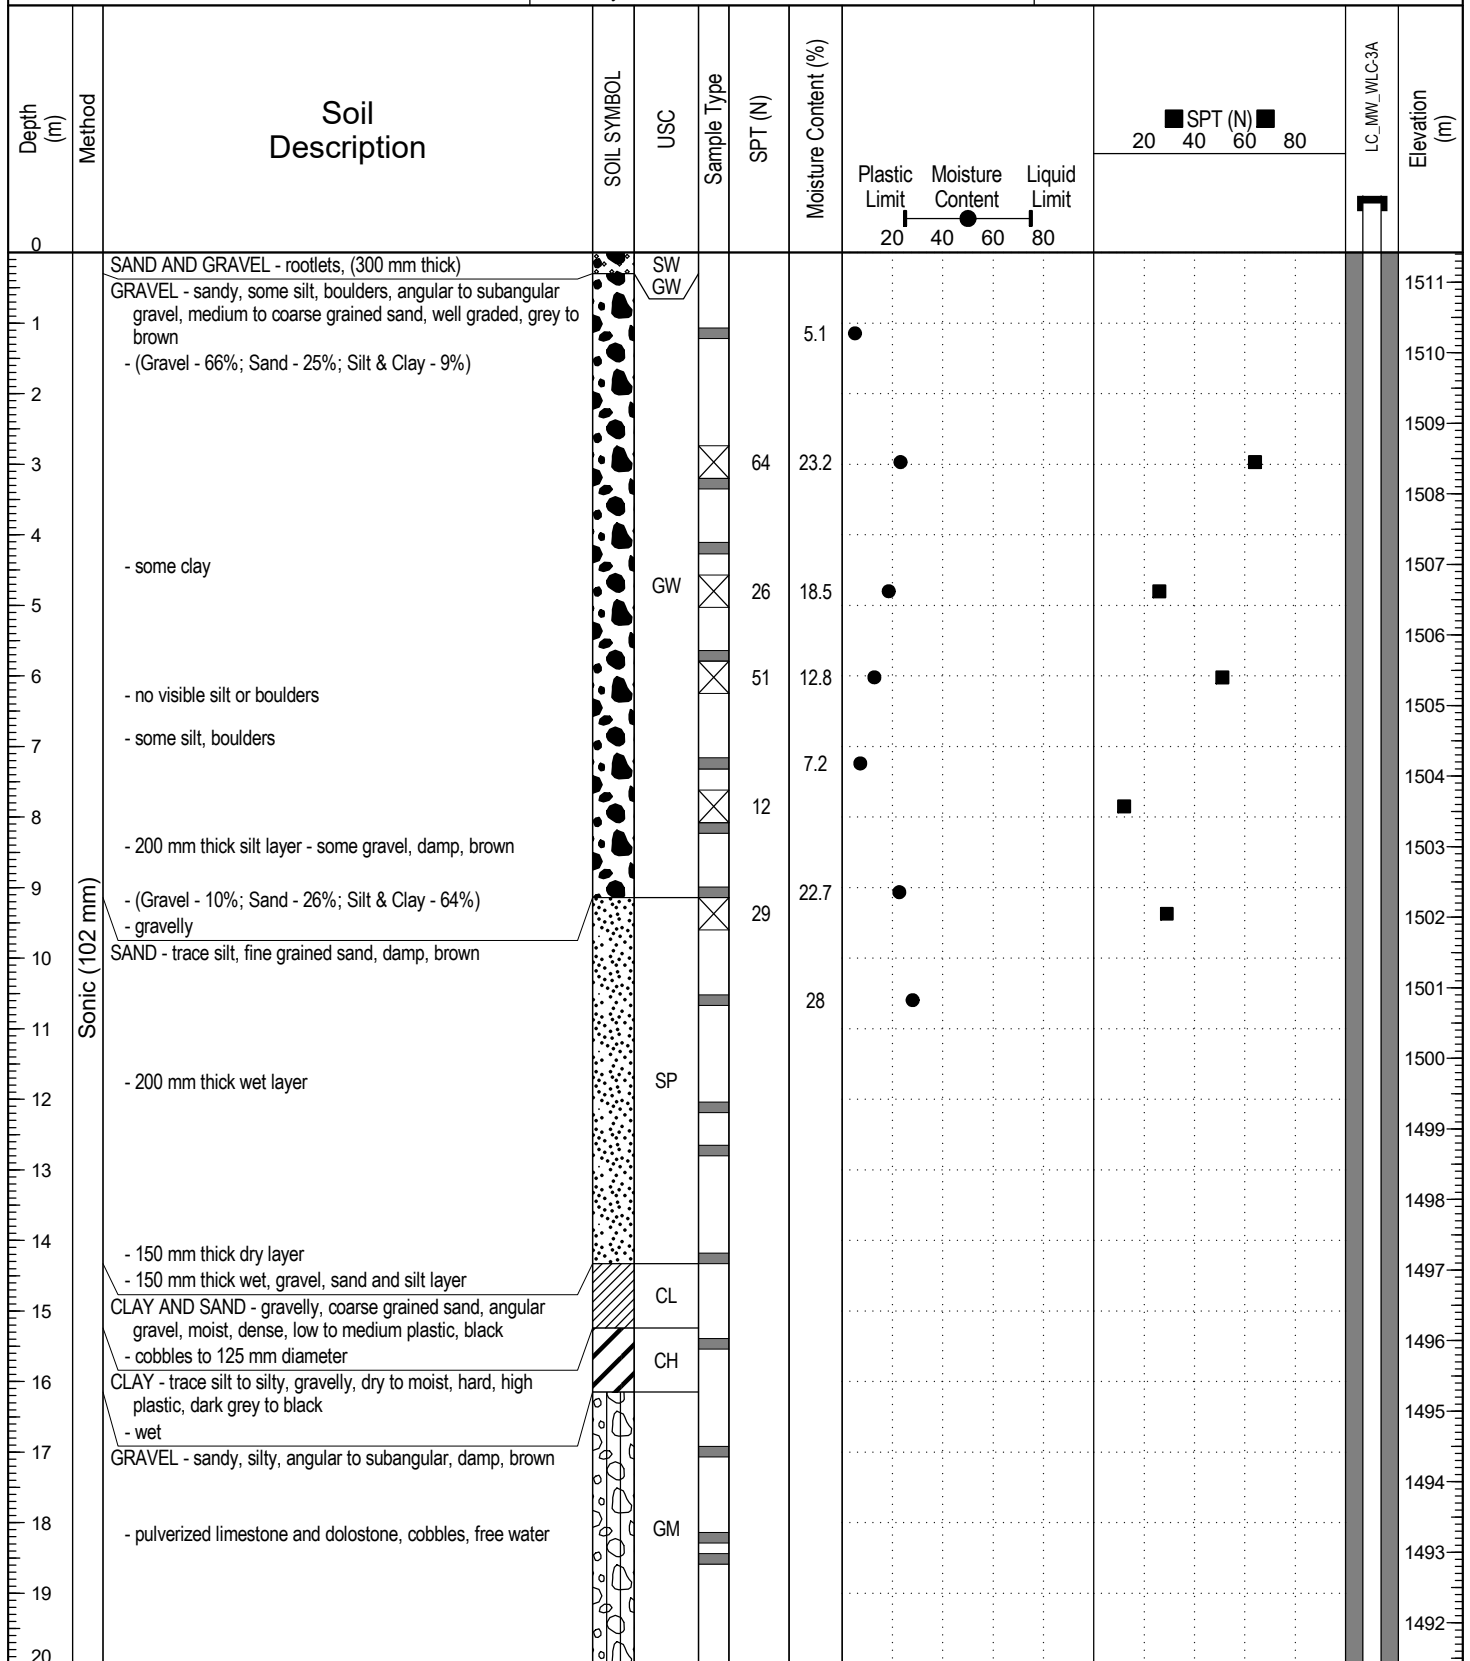 Depth (m)
Method
Soil Description
SOIL SYMBOL
USC
Sample Type
SPT (N)
Moisture Content (%)
Plastic Limit
Moisture Content
Liquid Limit
20 40 60 80
SPT (N)
20 40 60 80
LC_MW_WLC-3A
Elevation (m)
0
SAND AND GRAVEL - rootlets, (300 mm thick)
SW
GRAVEL - sandy, some silt, boulders, angular to subangular
GW
1511
gravel, medium to coarse grained sand, well graded, grey to
1
brown
5.1
1510
- (Gravel - 66%; Sand - 25%; Silt & Clay - 9%)
2
1509
3
64
23.2
1508
4
- some clay
1507
GW
5
26
18.5
1506
6
51
12.8
- no visible silt or boulders
1505
- some silt, boulders
7
7.2
1504
8
12
- 200 mm thick silt layer - some gravel, damp, brown
1503
9
22.7
- (Gravel - 10%; Sand - 26%; Silt & Clay - 64%)
- gravelly
29
1502
SAND - trace silt, fine grained sand, damp, brown
10
Sonic (102 mm)
1501
28
11
1500
- 200 mm thick wet layer
SP
12
1499
13
1498
14
- 150 mm thick dry layer
- 150 mm thick wet, gravel, sand and silt layer
1497
CL
CLAY AND SAND - gravelly, coarse grained sand, angular
15
gravel, moist, dense, low to medium plastic, black
1496
- cobbles to 125 mm diameter
CH
CLAY - trace silt to silty, gravelly, dry to moist, hard, high
16
plastic, dark grey to black
1495
- wet
GRAVEL - sandy, silty, angular to subangular, damp, brown
17
1494
18
- pulverized limestone and dolostone, cobbles, free water
GM
1493
19
1492
20